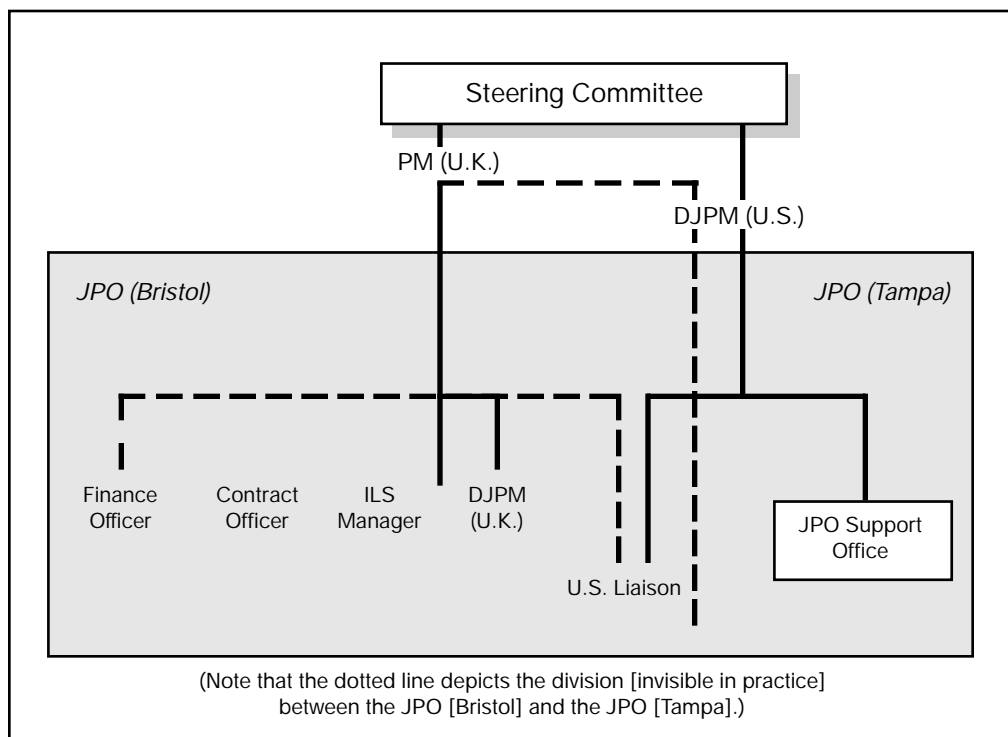 Steering Committee
PM (U.K.)
DJPM (U.S.)
JPO (Bristol)
JPO (Tampa)
Finance
Officer
Contract
Officer
ILS
Manager
DJPM
(U.K.)
U.S. Liaison
JPO Support
Office
(Note that the dotted line depicts the division [invisible in practice]
between the JPO [Bristol] and the JPO [Tampa].)